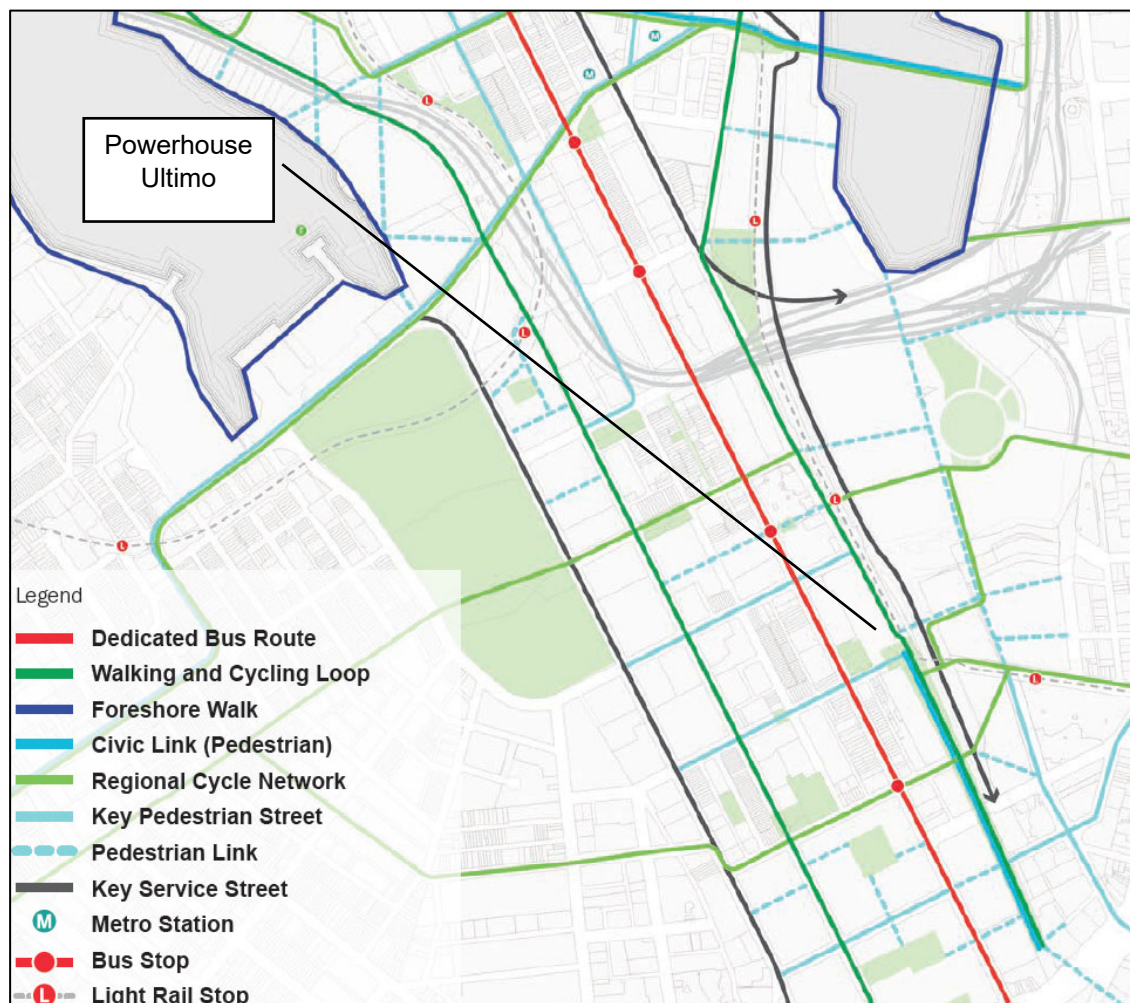 M
M
L
Powerhouse
Ultimo
L
F
L
L
L
L
Legend
Dedicated Bus Route
Walking and Cycling Loop
Foreshore Walk
Civic Link (Pedestrian)
Regional Cycle Network
Key Pedestrian Street
Pedestrian Link
Key Service Street
M Metro Station
Bus Stop
L Light Rail Stop